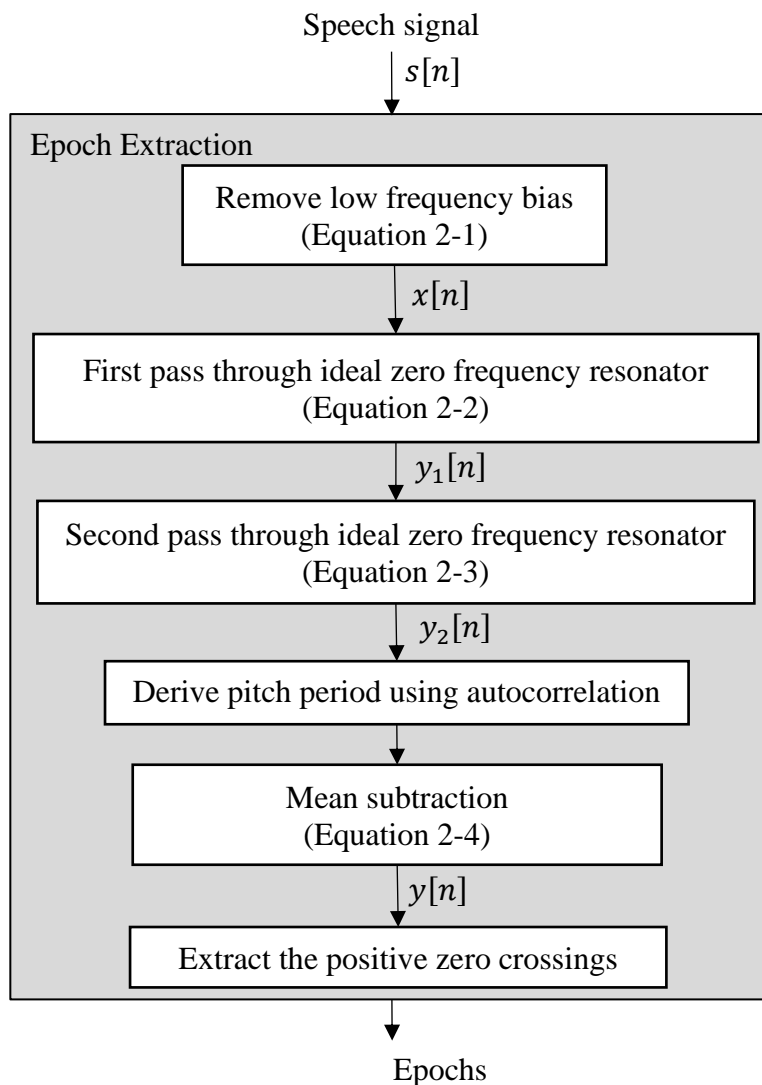 Speech signal
s[n]
Epoch Extraction
Remove low frequency bias
(Equation 2-1)
x[n]
First pass through ideal zero frequency resonator
(Equation 2-2)
y₁[n]
Second pass through ideal zero frequency resonator
(Equation 2-3)
y₂[n]
Derive pitch period using autocorrelation
Mean subtraction
(Equation 2-4)
y[n]
Extract the positive zero crossings
Epochs